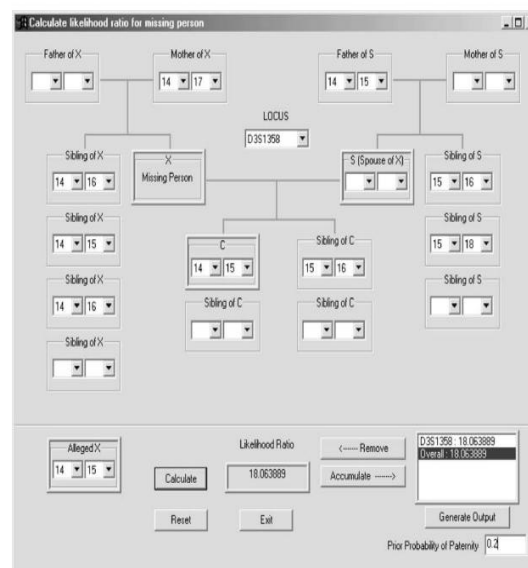 Calculate likelihood ratio for missing person
Father of X
Mother of X
14 17
Father of S
14 15
Mother of S
LOCUS
D3S1358
Sibling of X
14 16
X
Missing Person
S (Spouse of X)
Sibling of S
15 16
Sibling of X
14 15
C
14 15
Sibling of C
15 16
Sibling of S
15 18
Sibling of X
14 16
Sibling of C
Sibling of C
Sibling of S
Sibling of X
Alleged X
14 15
Calculate
Likelihood Ratio
18.063889
<------ Remove
Accumulate ------->
D3S1358 : 18.063889
Overall : 18.063889
Reset
Exit
Generate Output
Prior Probability of Paternity 0.2